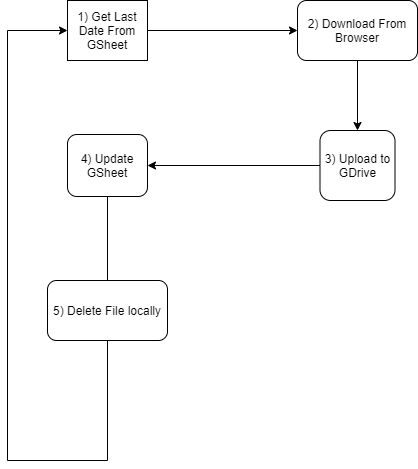 1) Get Last
Date From
GSheet
2) Download From
Browser
4) Update
GSheet
3) Upload to
GDrive
5) Delete File locally